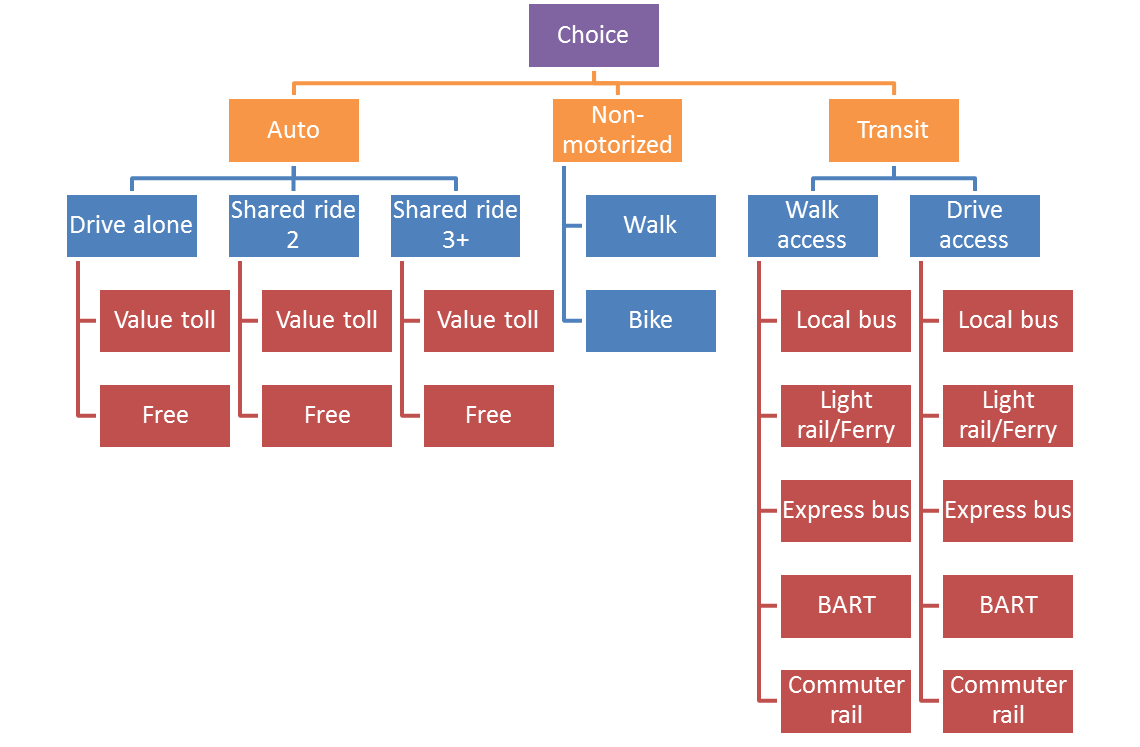 Choice
Auto
Non-
motorized
Transit
Drive alone
Shared ride
2
Shared ride
3+
Walk
Walk
access
Drive
access
Value toll
Value toll
Value toll
Bike
Local bus
Local bus
Free
Free
Free
Light
rail/Ferry
Light
rail/Ferry
Express bus
Express bus
BART
BART
Commuter
rail
Commuter
rail